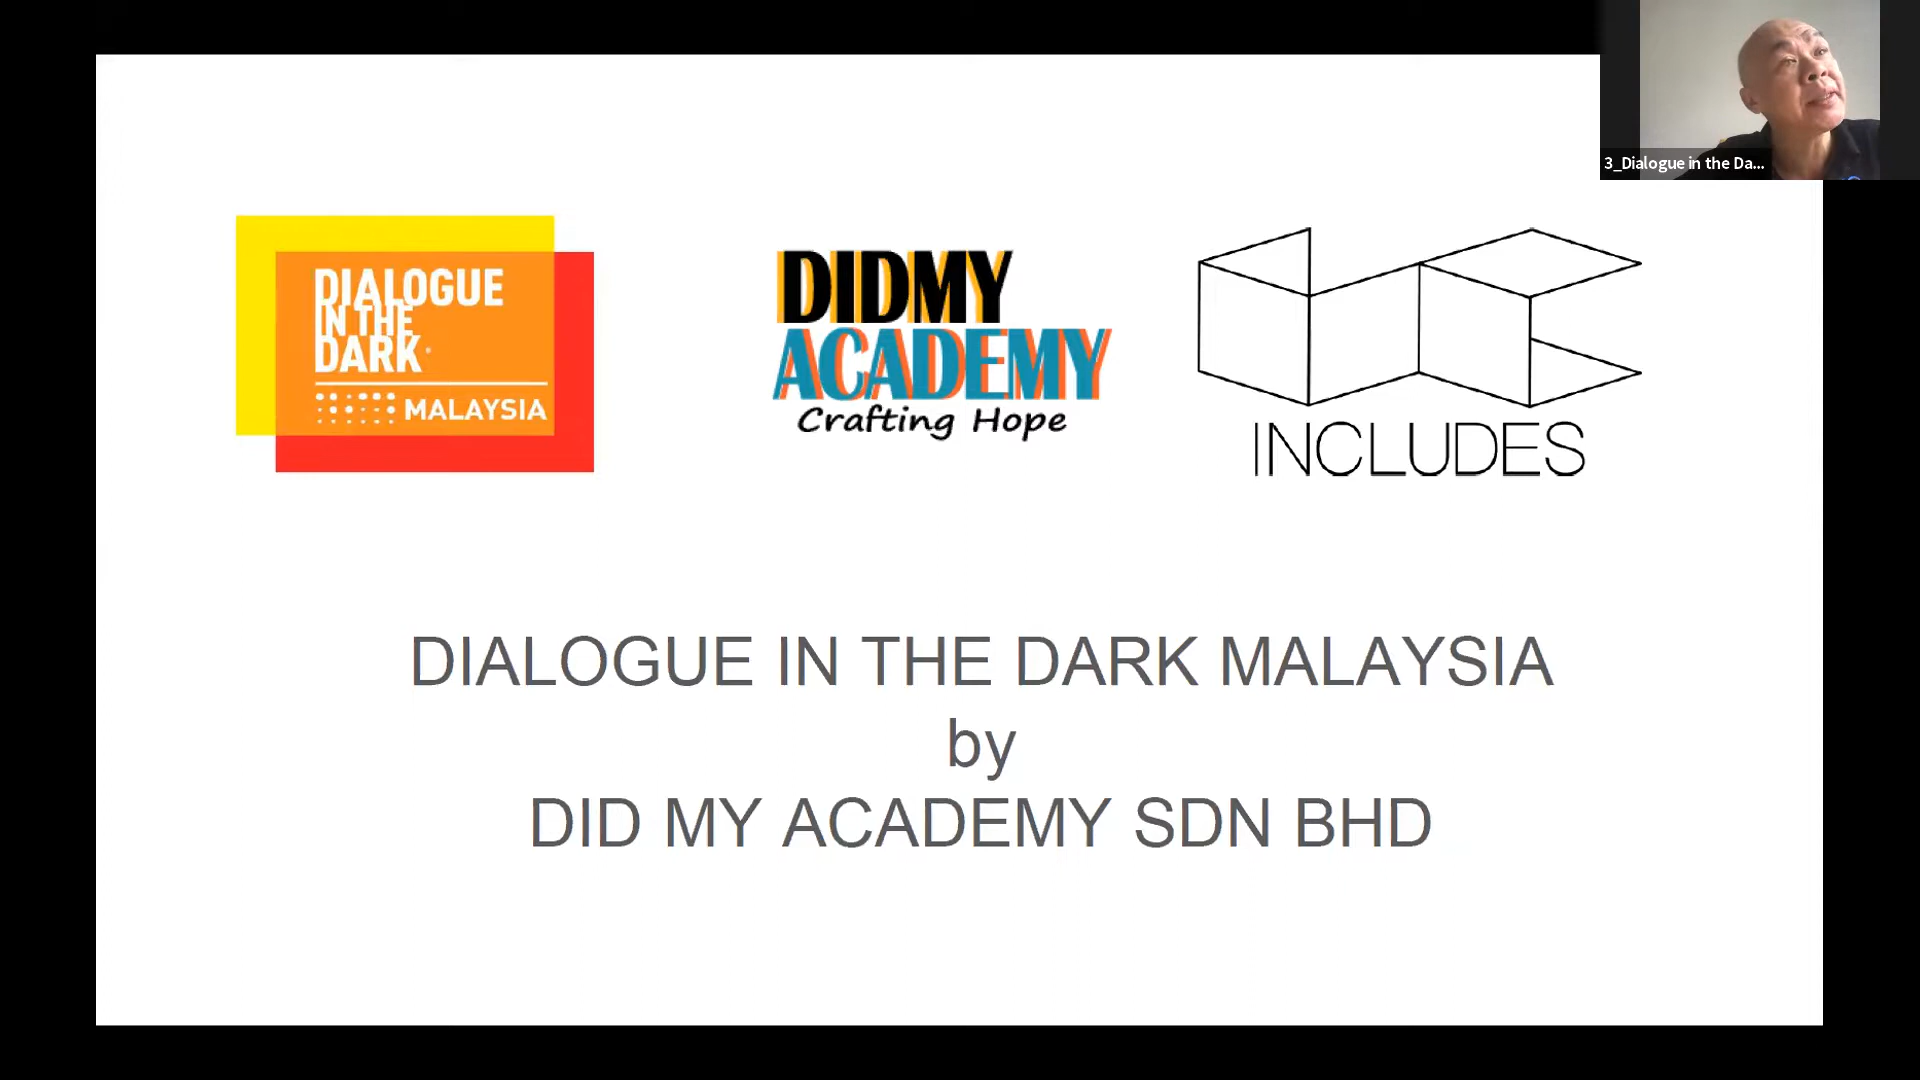 3_Dialogue in the Da...
DIALOGUE
IN THE
DARK
MALAYSIA
DIDMY
ACADEMY
Crafting Hope
INCLUDES
DIALOGUE IN THE DARK MALAYSIA
by
DID MY ACADEMY SDN BHD